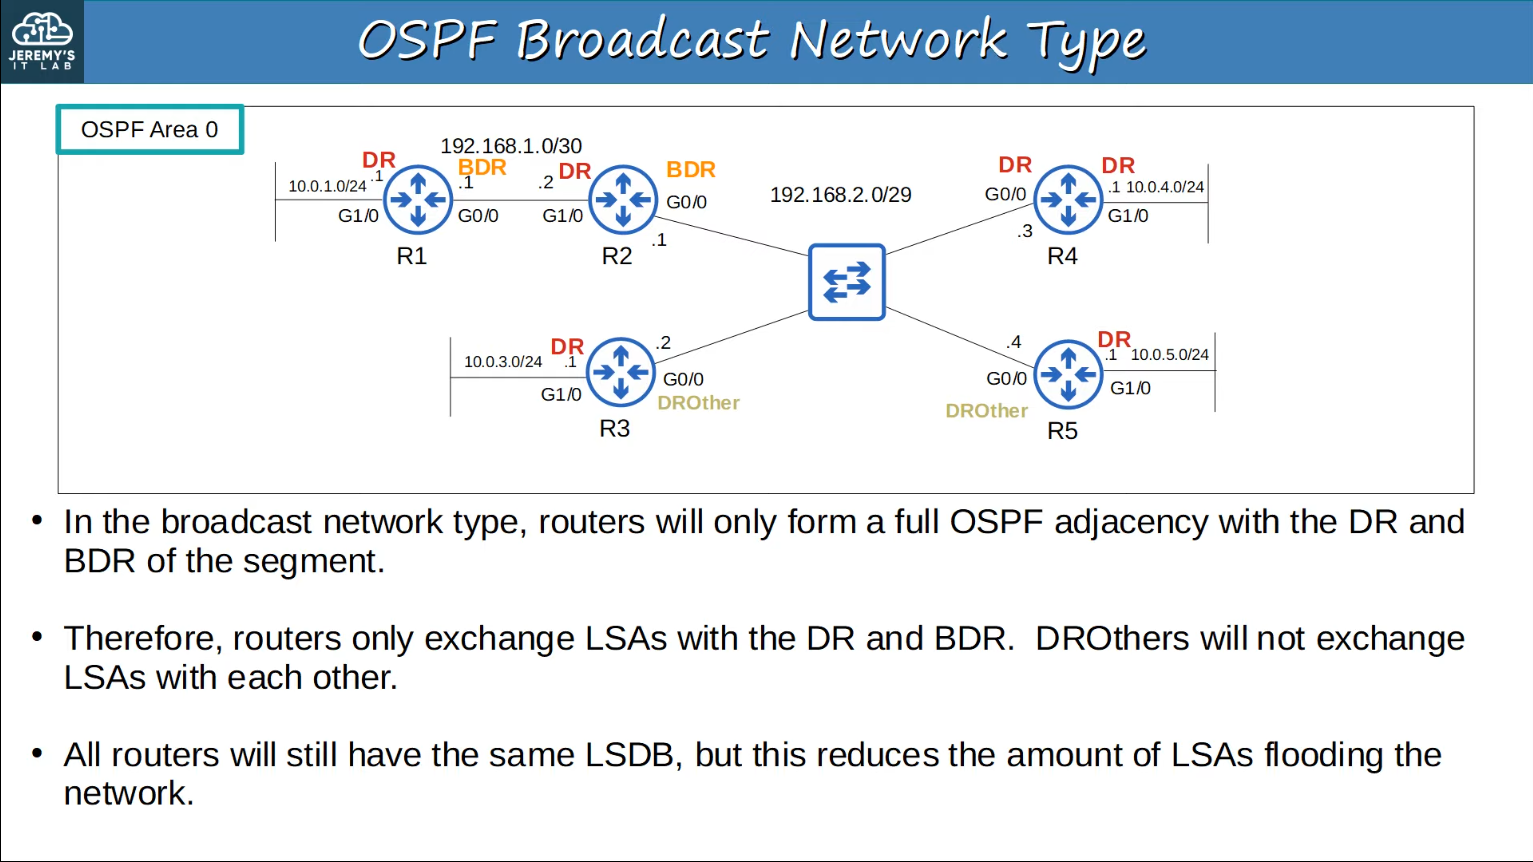 JEREMY'S
IT LAB
OSPF Broadcast Network Type
OSPF Area 0
192.168.1.0/30
DR
BDR
DR
BDR
10.0.1.0/24
.1
.1
.2
G1/0
G0/0
G1/0
G0/0
.1
R1
R2
192.168.2.0/29
DR
DR
G0/0
.1
10.0.4.0/24
G1/0
.3
R4
DR
.2
10.0.3.0/24
.1
G1/0
G0/0
DROther
R3
.4
DR
.1
10.0.5.0/24
G0/0
G1/0
DROther
R5
• In the broadcast network type, routers will only form a full OSPF adjacency with the DR and
BDR of the segment.
• Therefore, routers only exchange LSAs with the DR and BDR. DROthers will not exchange
LSAs with each other.
• All routers will still have the same LSDB, but this reduces the amount of LSAs flooding the
network.